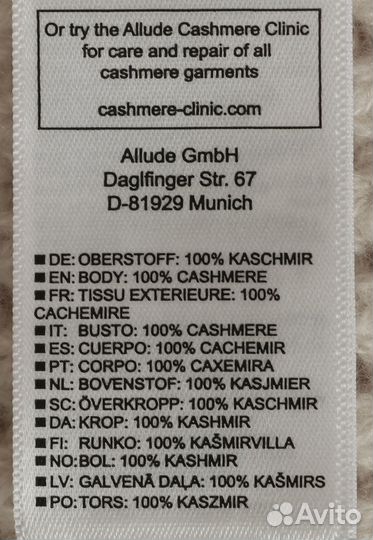 Or try the Allude Cashmere Clinic
for care and repair of all
cashmere garments
cashmere-clinic.com
Allude GmbH
Daglfinger Str. 67
D-81929 Munich
■ DE: OBERSTOFF: 100% KASCHMIR
■ EN: BODY: 100% CASHMERE
■ FR: TISSU EXTERIEURE: 100%
CACHEMIRE
■ IT: BUSTO: 100% CASHMERE
■ ES: CUERPO: 100% CACHEMIR
■ PT: CORPO: 100% CAXEMIRA
■ NL: BOVENSTOF: 100% KASJMIER
■ SC: ÖVERKROPP: 100% KASCHMIR
■ DA: KROP: 100% KASHMIR
■ FI: RUNKO: 100% KAŠMIRVILLA
■ NO: BOL: 100% KASHMIR
■ LV: GALVENĀ DAĻA: 100% KAŠMIRS
■ PO: TORS: 100% KASZMIR
Avito